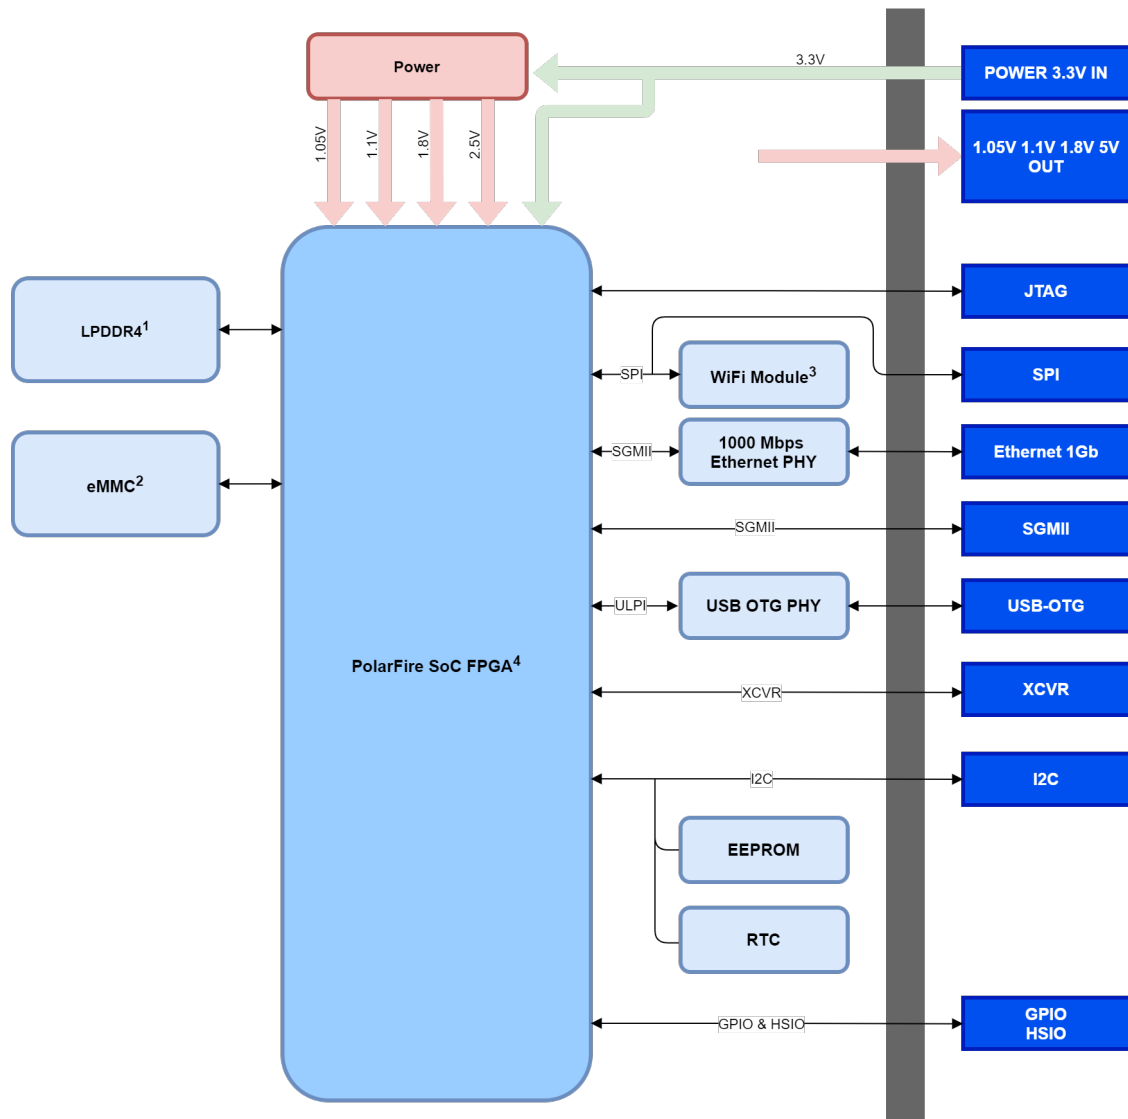 3.3V
Power
POWER 3.3V IN
1.05V
1.1V
1.8V
2.5V
1.05V 1.1V 1.8V 5V
OUT
JTAG
LPDDR4¹
SPI
WiFi Module³
SPI
SGMII
1000 Mbps
Ethernet PHY
Ethernet 1Gb
eMMC²
SGMII
SGMII
ULPI
USB OTG PHY
USB-OTG
PolarFire SoC FPGA⁴
XCVR
XCVR
I2C
I2C
EEPROM
RTC
GPIO & HSIO
GPIO
HSIO